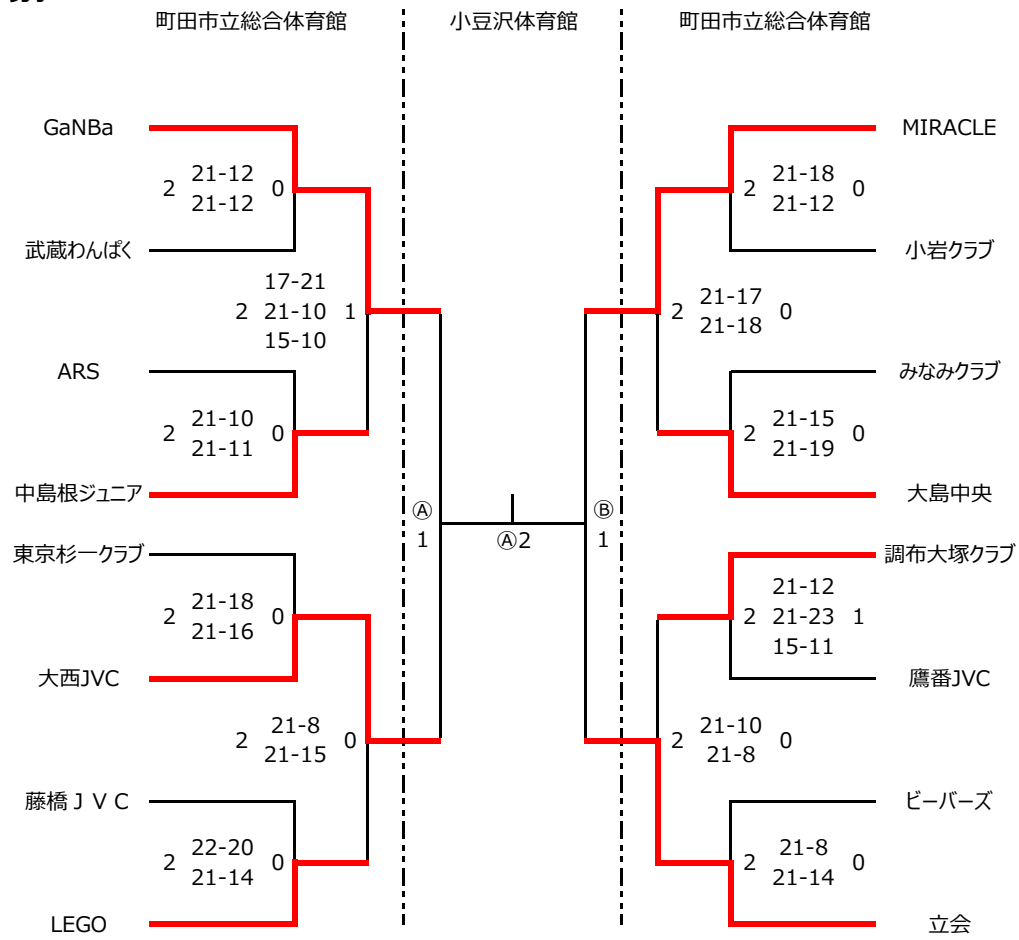 町田市立総合体育館
小豆沢体育館
町田市立総合体育館
GaNBa
2 21-12 0
21-12
武蔵わんぱく
17-21
2 21-10 1
15-10
ARS
2 21-10 0
21-11
中島根ジュニア
東京杉一クラブ
2 21-18 0
21-16
大西JVC
2 21-8 0
21-15
藤橋ＪＶＣ
2 22-20 0
21-14
LEGO
Ⓐ
1
Ⓐ2
Ⓑ
1
MIRACLE
2 21-18 0
21-12
小岩クラブ
2 21-17 0
21-18
みなみクラブ
2 21-15 0
21-19
大島中央
調布大塚クラブ
21-12
2 21-23 1
15-11
鷹番JVC
2 21-10 0
21-8
ビーバーズ
2 21-8 0
21-14
立会